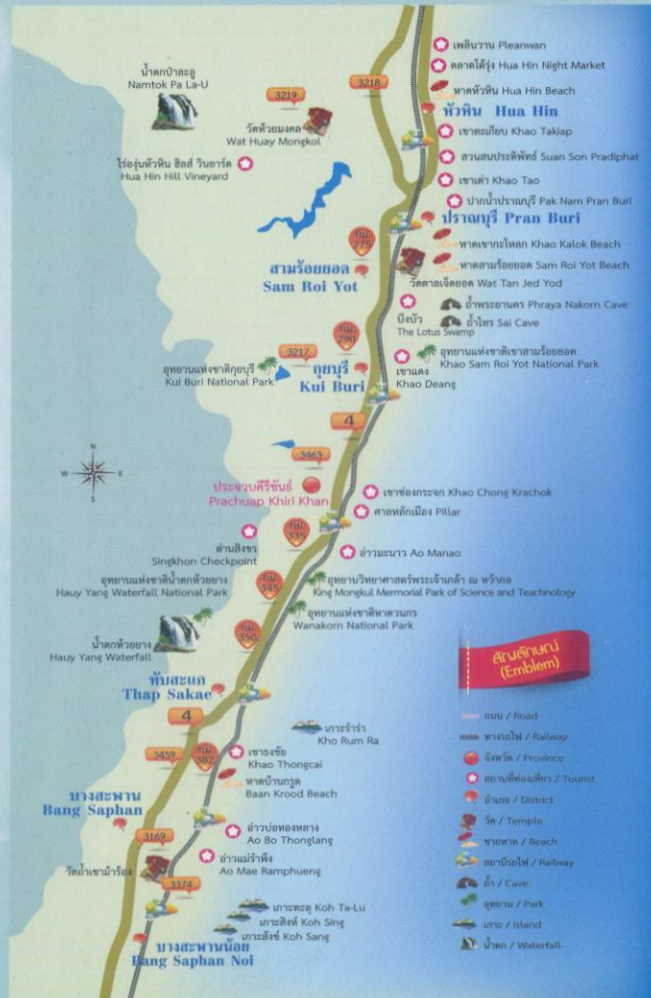 เพลินวาน Pleanwan
ตลาดโต้รุ่ง Hua Hin Night Market
หาดหัวหิน Hua Hin Beach
หัวหิน Hua Hin
เขาตะเกียบ Khao Takiap
สวนสนประดิพัทธ์ Suan Son Pradiphat
เขาเต่า Khao Tao
ปากน้ำปราณบุรี Pak Nam Pran Buri
ปราณบุรี Pran Buri
น้ำตกป่าละอู
Namtok Pa La-U
3218
3219
วัดห้วยมงคล
Wat Huay Mongkol
ไร่องุ่นหัวหิน ฮิลส์ วินยาร์ด
Hua Hin Hill Vineyard
หาดเขากะโหลก Khao Kalok Beach
หาดสามร้อยยอด Sam Roi Yot Beach
วัดตาลเจ็ดยอด Wat Tan Jed Yod
กม.
275
สามร้อยยอด
Sam Roi Yot
ถ้ำพระยานคร Phraya Nakorn Cave
บึงบัว
The Lotus Swamp
ถ้ำไทร Sai Cave
กม.
290
3217
อุทยานแห่งชาติกุยบุรี
Kui Buri National Park
กุยบุรี
Kui Buri
อุทยานแห่งชาติเขาสามร้อยยอด
Khao Sam Roi Yot National Park
เขาแดง
Khao Deang
4
3463
N
W E
S
ประจวบคีรีขันธ์
Prachuap Khiri Khan
เขาช่องกระจก Khao Chong Krachok
ศาลหลักเมือง Pillar
กม.
335
ด่านสิงขร
Singkhon Checkpoint
อ่าวมะนาว Ao Manao
อุทยานแห่งชาติน้ำตกห้วยยาง
Hauy Yang Waterfall National Park
กม.
345
อุทยานวิทยาศาสตร์พระเจ้าเกล้า ณ หว้ากอ
King Mongkul Mermorial Park of Science and Teachnology
อุทยานแห่งชาติหาดวนกร
Wanakorn National Park
กม.
350
น้ำตกห้วยยาง
Hauy Yang Waterfall
ทับสะแก
Thap Sakae
4
เกาะรำร่า
Kho Rum Ra
3459
กม.
382
เขาธงชัย
Khao Thongcai
หาดบ้านกรูด
Baan Krood Beach
บางสะพาน
Bang Saphan
อ่าวบ่อทองหลาง
Ao Bo Thonglang
3169
วัดถ้ำเขาม้าร้อง
อ่าวแม่รำพึง
Ao Mae Ramphueng
3374
เกาะทะลุ Koh Ta-Lu
เกาะสิงห์ Koh Sing
เกาะสังข์ Koh Sang
บางสะพานน้อย
Bang Saphan Noi
สัญลักษณ์
(Emblem)
ถนน / Road
ทางรถไฟ / Railway
จังหวัด / Province
สถานที่ท่องเที่ยว / Tourist
อำเภอ / District
วัด / Temple
ชายหาด / Beach
สถานีรถไฟ / Railway
ถ้ำ / Cave
อุทยาน / Park
เกาะ / Island
น้ำตก / Waterfall